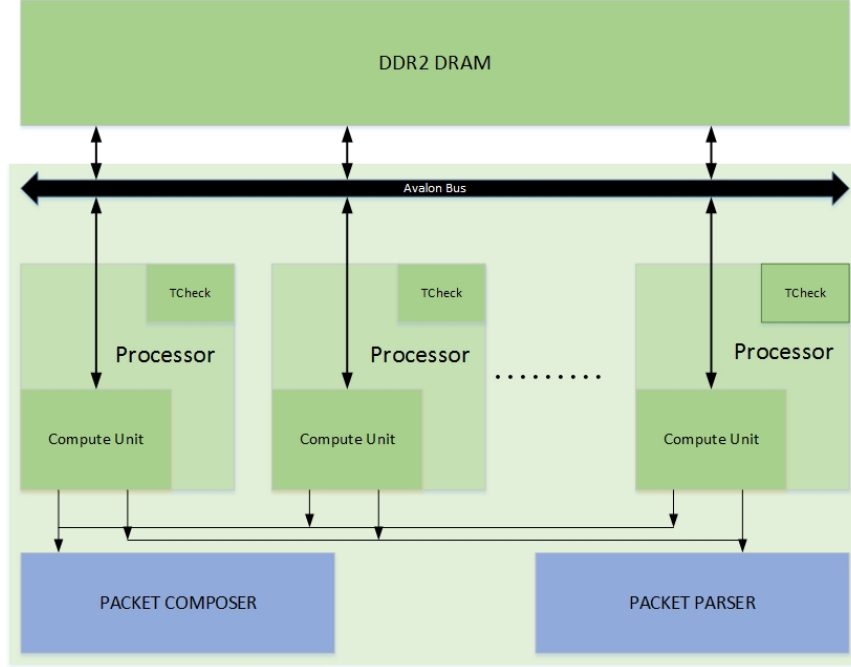 DDR2 DRAM
Avalon Bus
TCheck
TCheck
TCheck
Processor
Processor
Processor
.........
Compute Unit
Compute Unit
Compute Unit
PACKET COMPOSER
PACKET PARSER